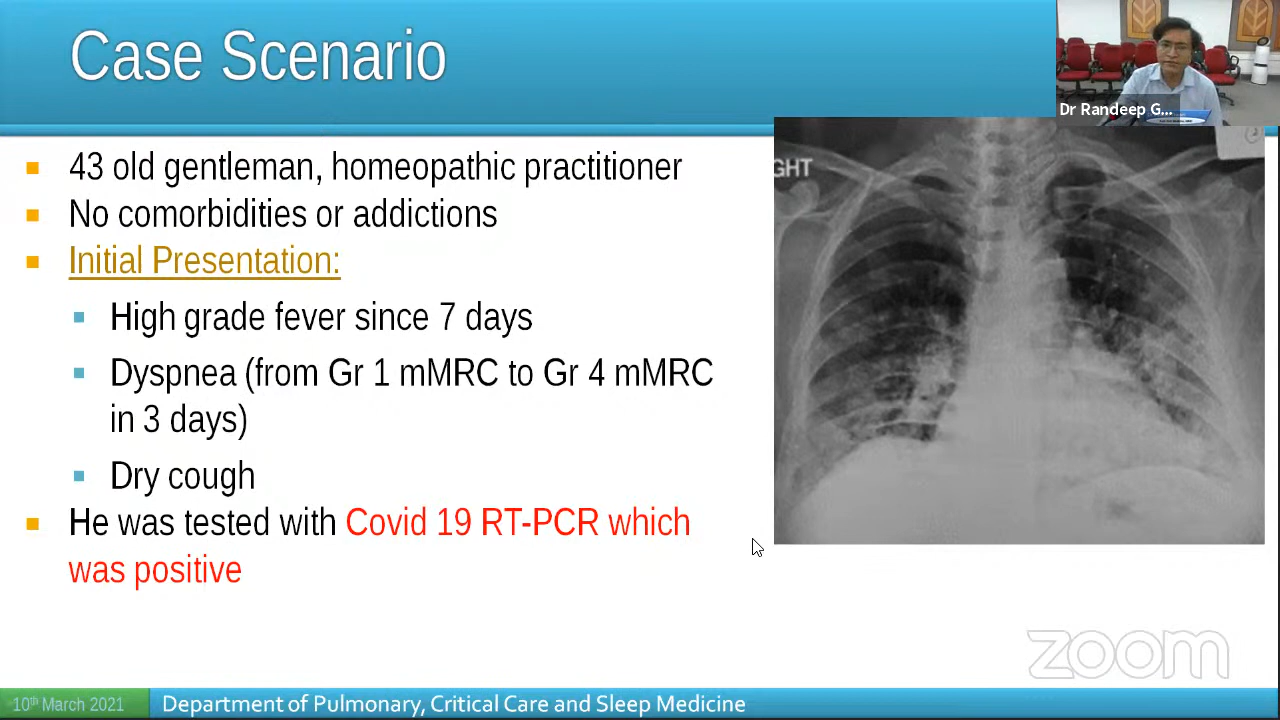 Case Scenario
Dr Randeep G...
43 old gentleman, homeopathic practitioner
No comorbidities or addictions
Initial Presentation:
High grade fever since 7 days
Dyspnea (from Gr 1 mMRC to Gr 4 mMRC
in 3 days)
Dry cough
He was tested with Covid 19 RT-PCR which
was positive
GHT
zoom
10th March 2021
Department of Pulmonary, Critical Care and Sleep Medicine